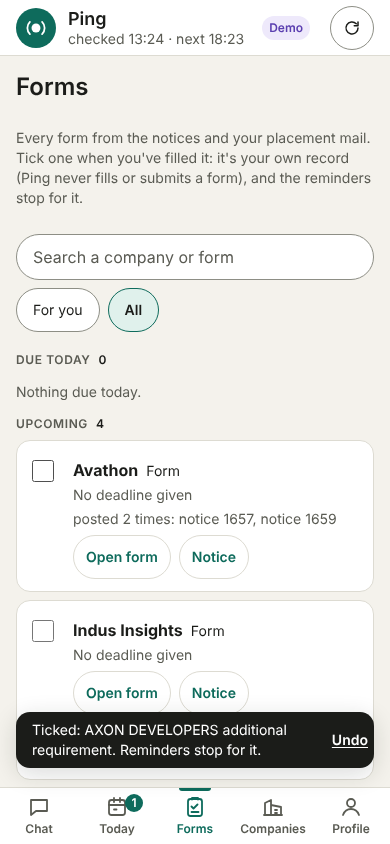 Ping
checked 13:24 · next 18:23
Demo
Forms
Every form from the notices and your placement mail.
Tick one when you've filled it: it's your own record
(Ping never fills or submits a form), and the reminders
stop for it.
Search a company or form
For you
All
DUE TODAY 0
Nothing due today.
UPCOMING 4
Avathon Form
No deadline given
posted 2 times: notice 1657, notice 1659
Open form
Notice
Indus Insights Form
No deadline given
Open form
Notice
Ticked: AXON DEVELOPERS additional
requirement. Reminders stop for it.
Undo
1
Chat
Today
Forms
Companies
Profile